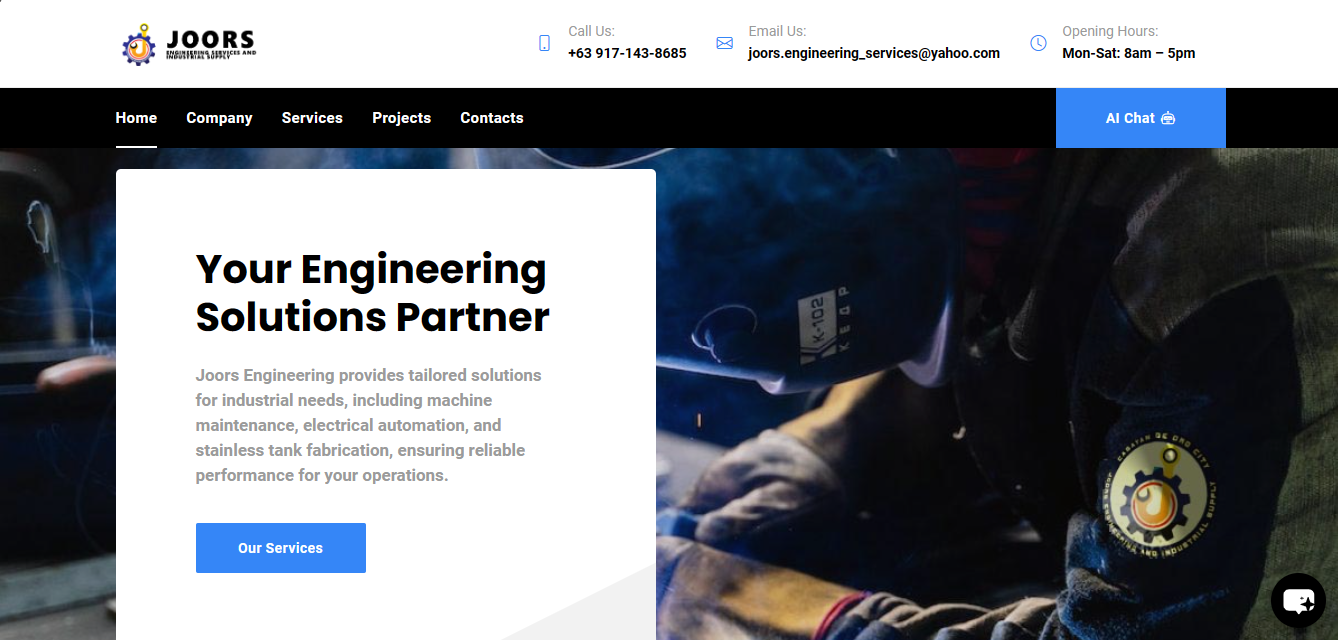 JOORS
ENGINEERING SERVICES AND
INDUSTRIAL SUPPLY
Call Us:
+63 917-143-8685
Email Us:
joors.engineering_services@yahoo.com
Opening Hours:
Mon-Sat: 8am – 5pm
Home
Company
Services
Projects
Contacts
AI Chat
Your Engineering
Solutions Partner
Joors Engineering provides tailored solutions
for industrial needs, including machine
maintenance, electrical automation, and
stainless tank fabrication, ensuring reliable
performance for your operations.
Our Services
K-102
КЕДР
CAGAYAN DE ORO CITY
JOORS ENGINEERING AND INDUSTRIAL SUPPLY